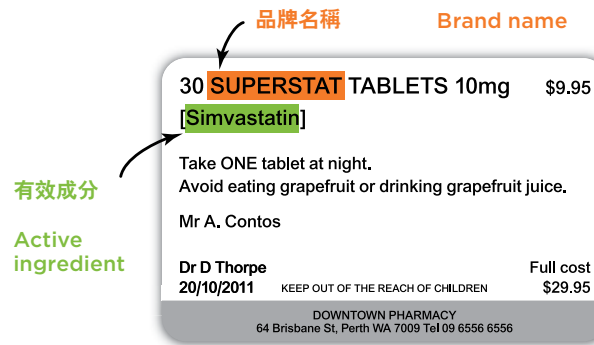 品牌名稱 Brand name
30 SUPERSTAT TABLETS 10mg $9.95
[Simvastatin]
Take ONE tablet at night.
Avoid eating grapefruit or drinking grapefruit juice.
有效成分
Mr A. Contos
Active
ingredient
Dr D Thorpe Full cost
20/10/2011 KEEP OUT OF THE REACH OF CHILDREN $29.95
DOWNTOWN PHARMACY
64 Brisbane St, Perth WA 7009 Tel 09 6556 6556